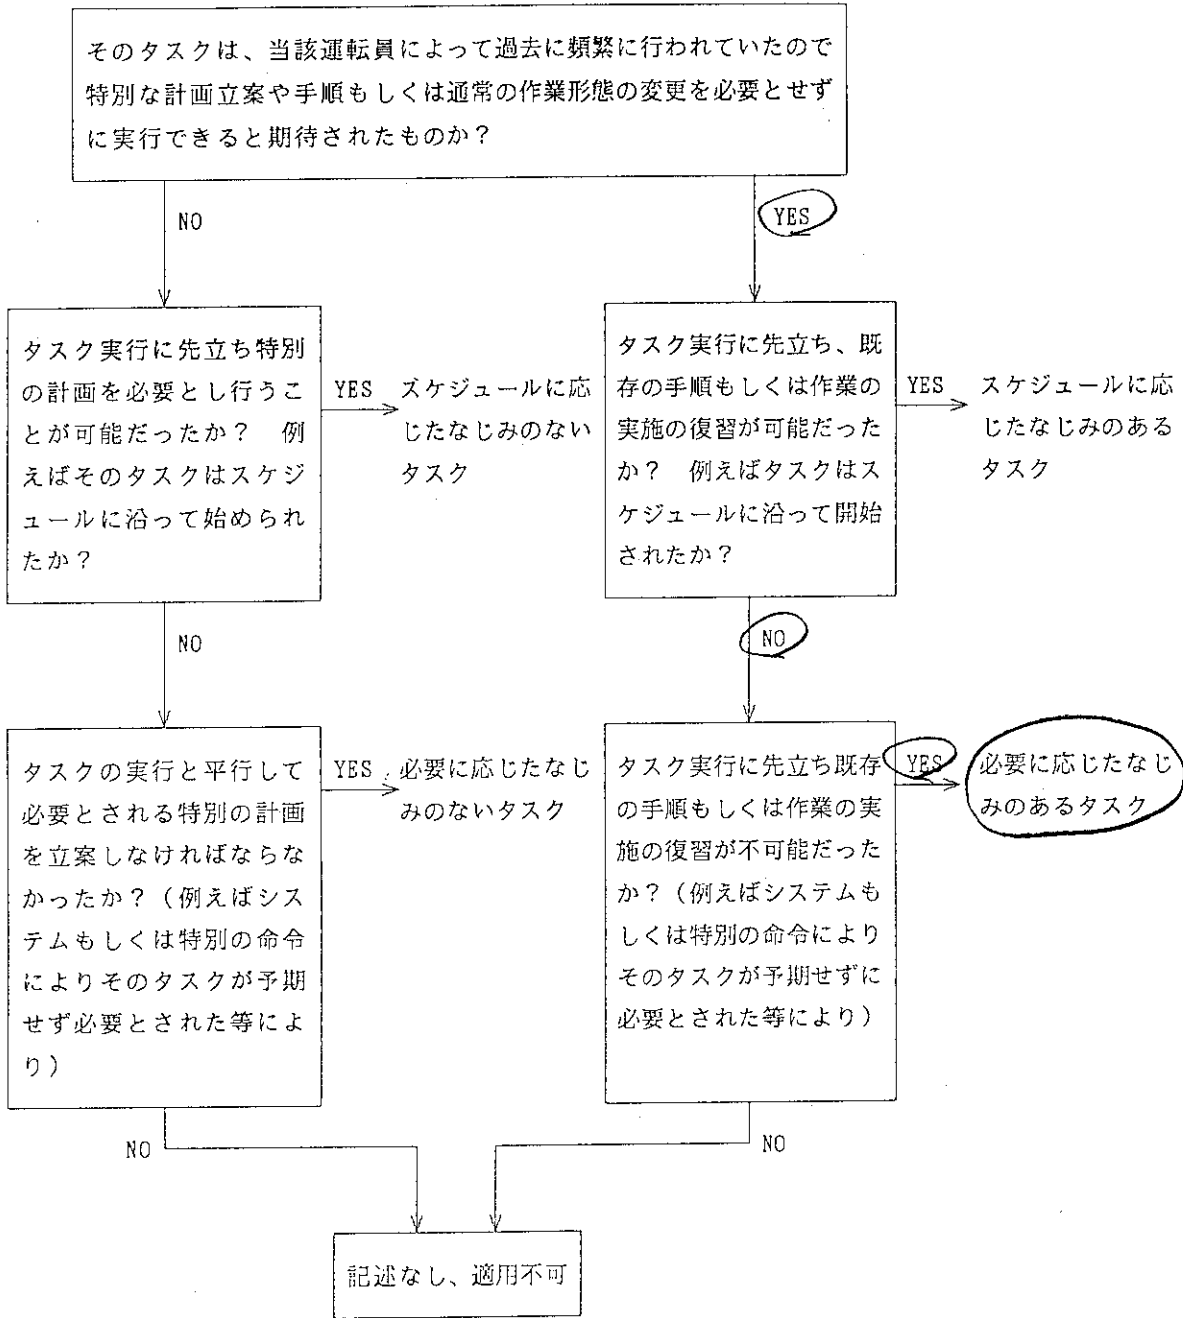 そのタスクは、当該運転員によって過去に頻繁に行われていたので
特別な計画立案や手順もしくは通常の作業形態の変更を必要とせず
に実行できると期待されたものか？
NO
YES
タスク実行に先立ち特別
の計画を必要とし行うこ
とが可能だったか？　例
えばそのタスクはスケジ
ュールに沿って始められ
たか？
YES
スケジュールに応
じたなじみのない
タスク
タスク実行に先立ち、既
存の手順もしくは作業の
実施の復習が可能だった
か？　例えばタスクはス
ケジュールに沿って開始
されたか？
YES
スケジュールに応
じたなじみのある
タスク
NO
NO
タスクの実行と平行して
必要とされる特別の計画
を立案しなければならな
かったか？（例えばシス
テムもしくは特別の命令
によりそのタスクが予期
せず必要とされた等によ
り）
YES
必要に応じたなじ
みのないタスク
タスク実行に先立ち既存
の手順もしくは作業の実
施の復習が不可能だった
か？（例えばシステムも
しくは特別の命令により
そのタスクが予期せずに
必要とされた等により）
YES
必要に応じたなじ
みのあるタスク
NO
NO
記述なし、適用不可